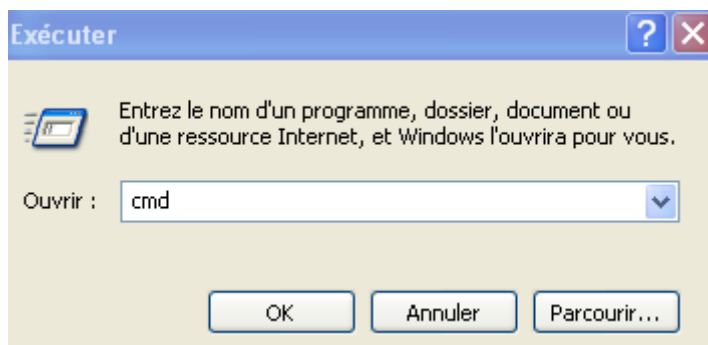 Exécuter
Entrez le nom d'un programme, dossier, document ou
d'une ressource Internet, et Windows l'ouvrira pour vous.
Ouvrir : cmd
OK Annuler Parcourir...